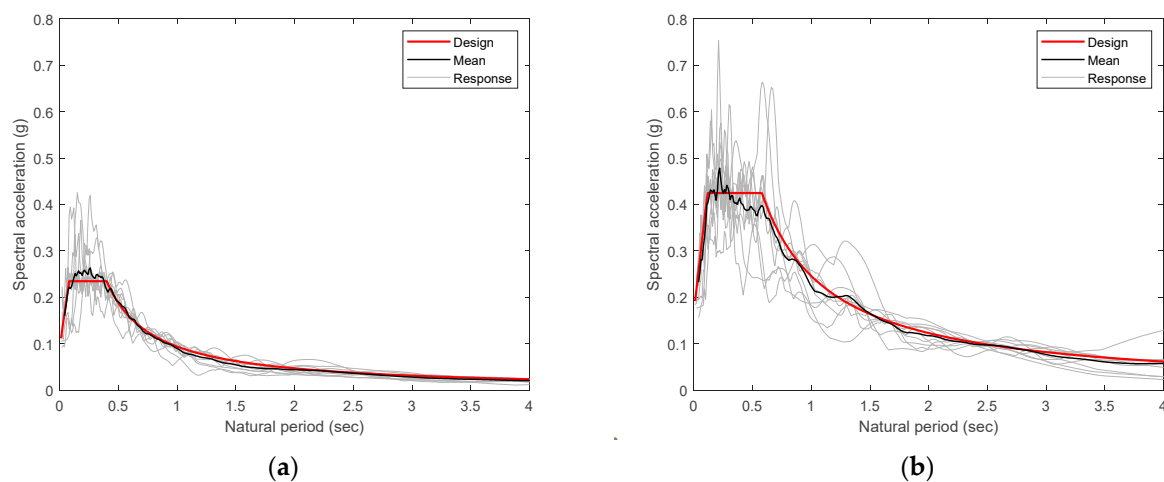 0.8
0.7
0.6
0.5
0.4
0.3
0.2
0.1
0
Spectral acceleration (g)
Design
Mean
Response
0 0.5 1 1.5 2 2.5 3 3.5 4
Natural period (sec)
(a)
0.8
0.7
0.6
0.5
0.4
0.3
0.2
0.1
0
Spectral acceleration (g)
Design
Mean
Response
0 0.5 1 1.5 2 2.5 3 3.5 4
Natural period (sec)
(b)